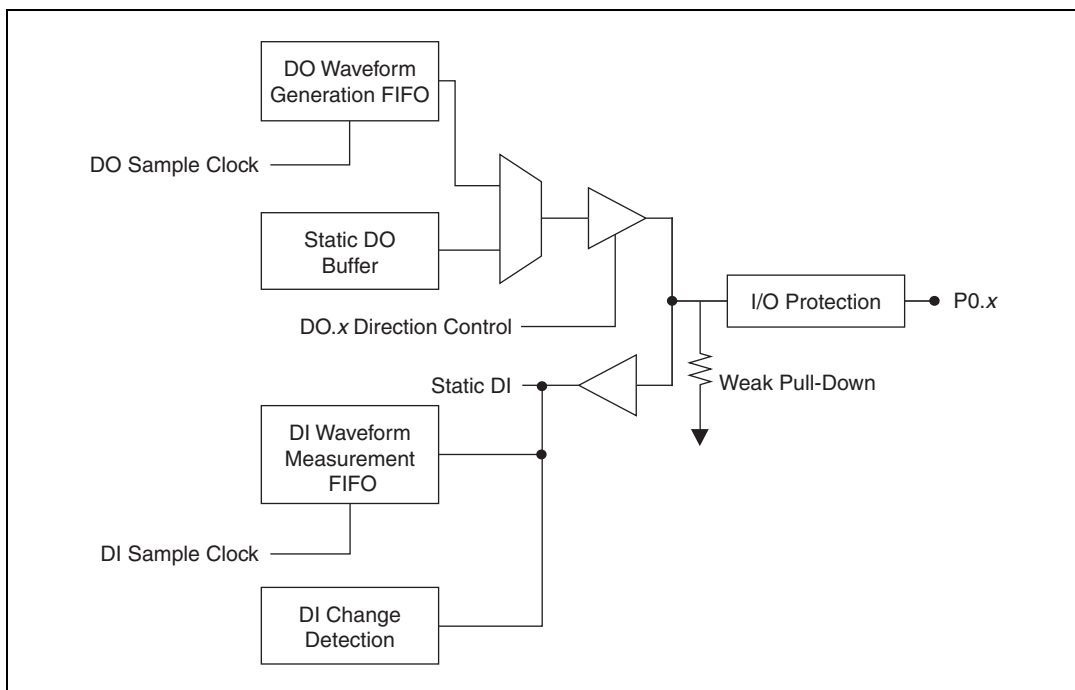 DO Waveform
Generation FIFO
DO Sample Clock
Static DO
Buffer
DO.x Direction Control
I/O Protection
P0.x
Weak Pull-Down
Static DI
DI Waveform
Measurement
FIFO
DI Sample Clock
DI Change
Detection